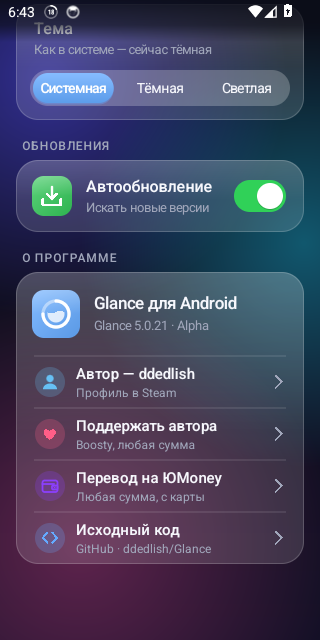 6:43
18
Тема
Как в системе — сейчас тёмная
Системная
Тёмная
Светлая
ОБНОВЛЕНИЯ
Автообновление
Искать новые версии
О ПРОГРАММЕ
Glance для Android
Glance 5.0.21 · Alpha
Автор — ddedlish
Профиль в Steam
Поддержать автора
Boosty, любая сумма
Перевод на ЮMoney
Любая сумма, с карты
Исходный код
GitHub · ddedlish/Glance